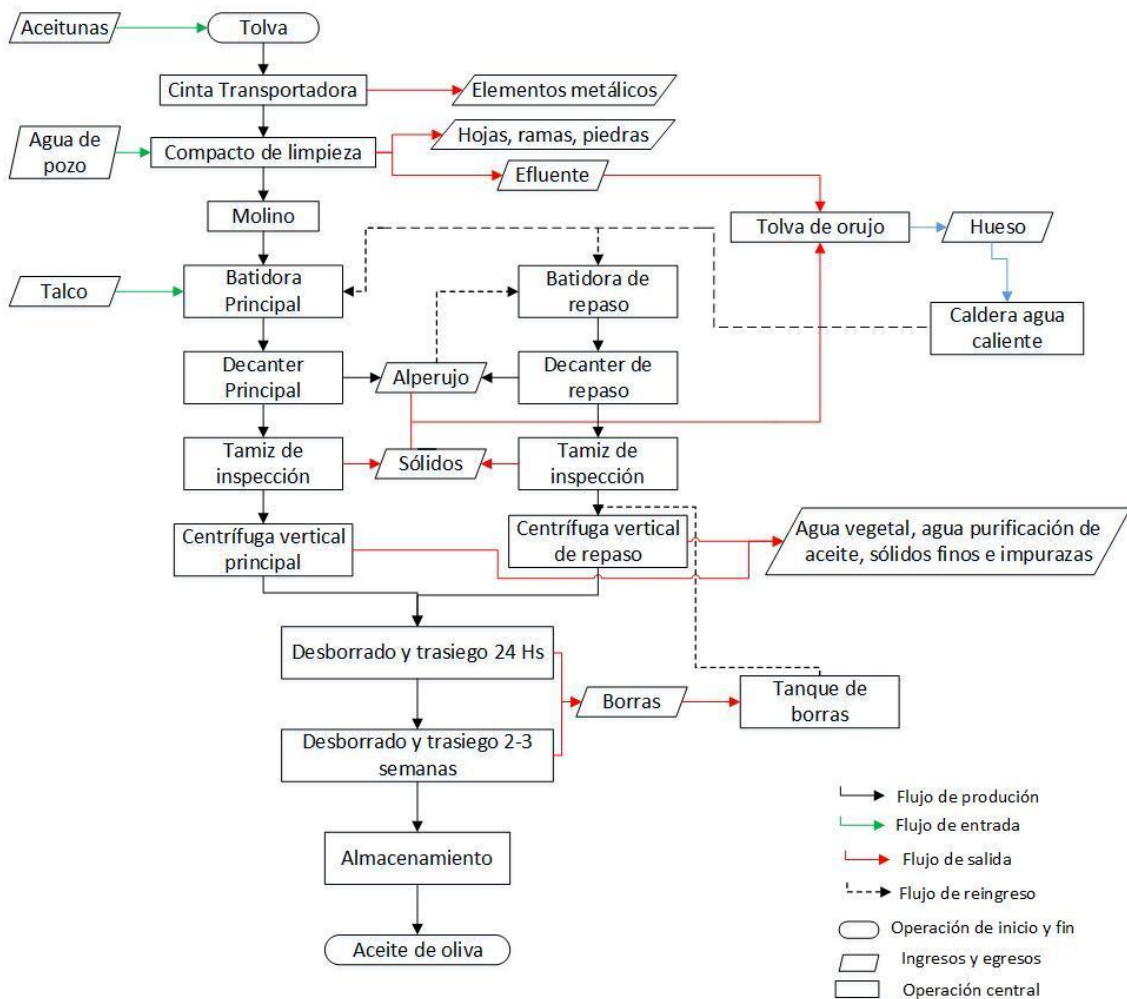 Aceitunas
Tolva
Cinta Transportadora
Elementos metálicos
Agua de
pozo
Compacto de limpieza
Hojas, ramas, piedras
Efluente
Molino
Tolva de orujo
Hueso
Talco
Batidora
Principal
Batidora de
repaso
Caldera agua
caliente
Decanter
Principal
Alperujo
Decanter de
repaso
Tamiz de
inspección
Sólidos
Tamiz de
inspección
Centrífuga vertical
principal
Centrífuga vertical
de repaso
Agua vegetal, agua purificación de
aceite, sólidos finos e impurazas
Desborrado y trasiego 24 Hs
Borras
Tanque de
borras
Desborrado y trasiego 2-3
semanas
Almacenamiento
Aceite de oliva
Flujo de produción
Flujo de entrada
Flujo de salida
Flujo de reingreso
Operación de inicio y fin
Ingresos y egresos
Operación central